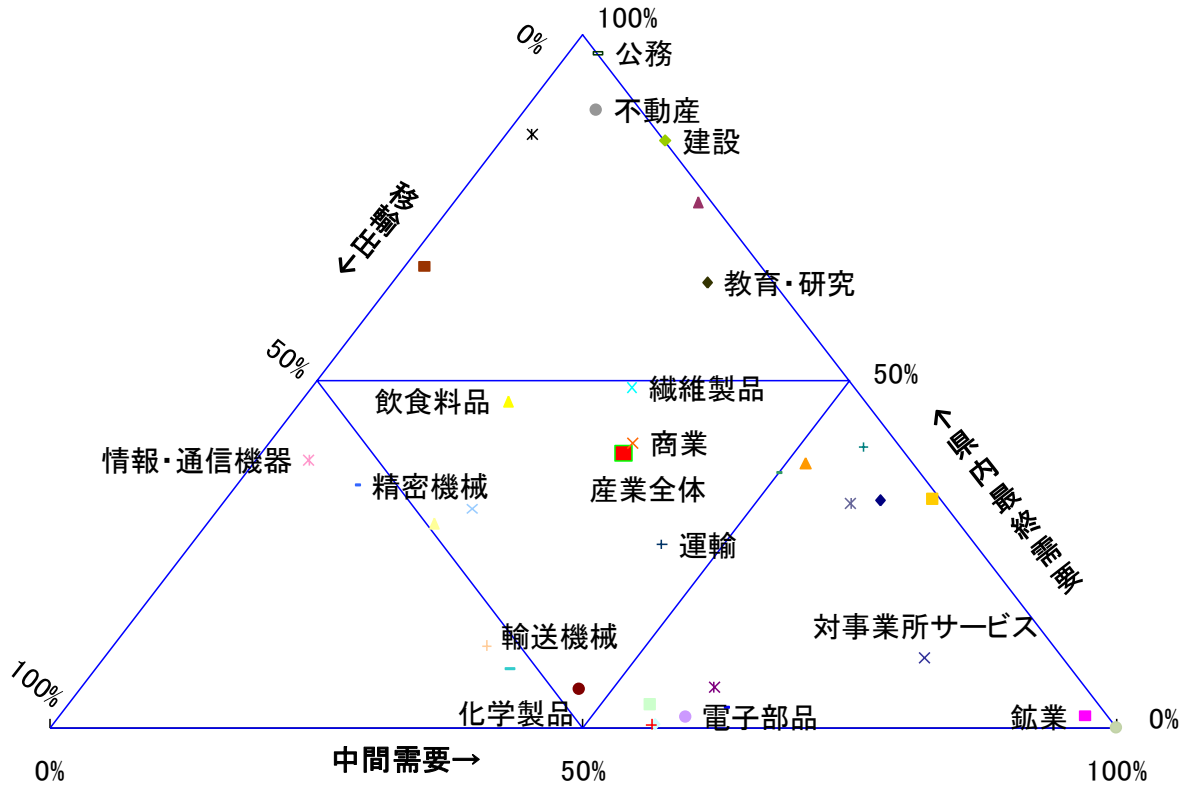 100%
0%
公務
不動産
建設
移輸出→
教育・研究
50%
50%
繊維製品
飲食料品
商業
情報・通信機器
精密機械
産業全体
←県内最終需要
運輸
対事業所サービス
輸送機械
100%
化学製品
電子部品
鉱業
0%
中間需要→
0%
50%
100%